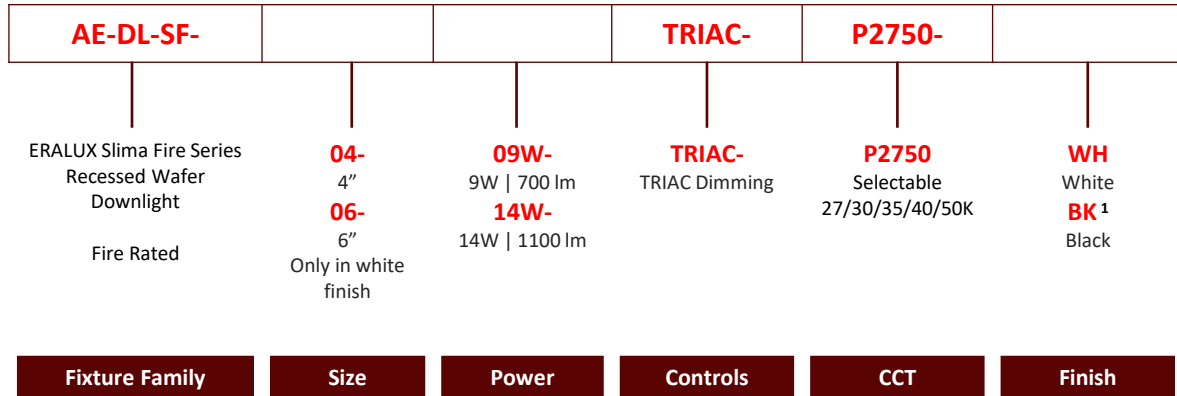 AE-DL-SF- TRIAC- P2750-
ERALUX Slima Fire Series
Recessed Wafer
Downlight
Fire Rated
04-
4”
06-
6”
Only in white
finish
09W-
9W | 700 lm
14W-
14W | 1100 lm
TRIAC-
TRIAC Dimming
P2750
Selectable
27/30/35/40/50K
WH
White
BK ¹
Black
Fixture Family Size Power Controls CCT Finish